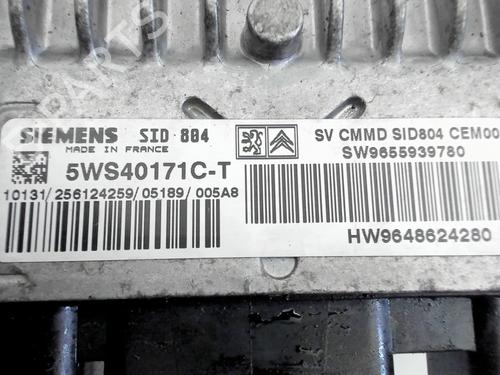 SIEMENS SID 804
MADE IN FRANCE
5WS40171C-T
10131/256124259/05189/005A8
SV CMMD SID804 CEM00
SW9655939780
HW9648624280